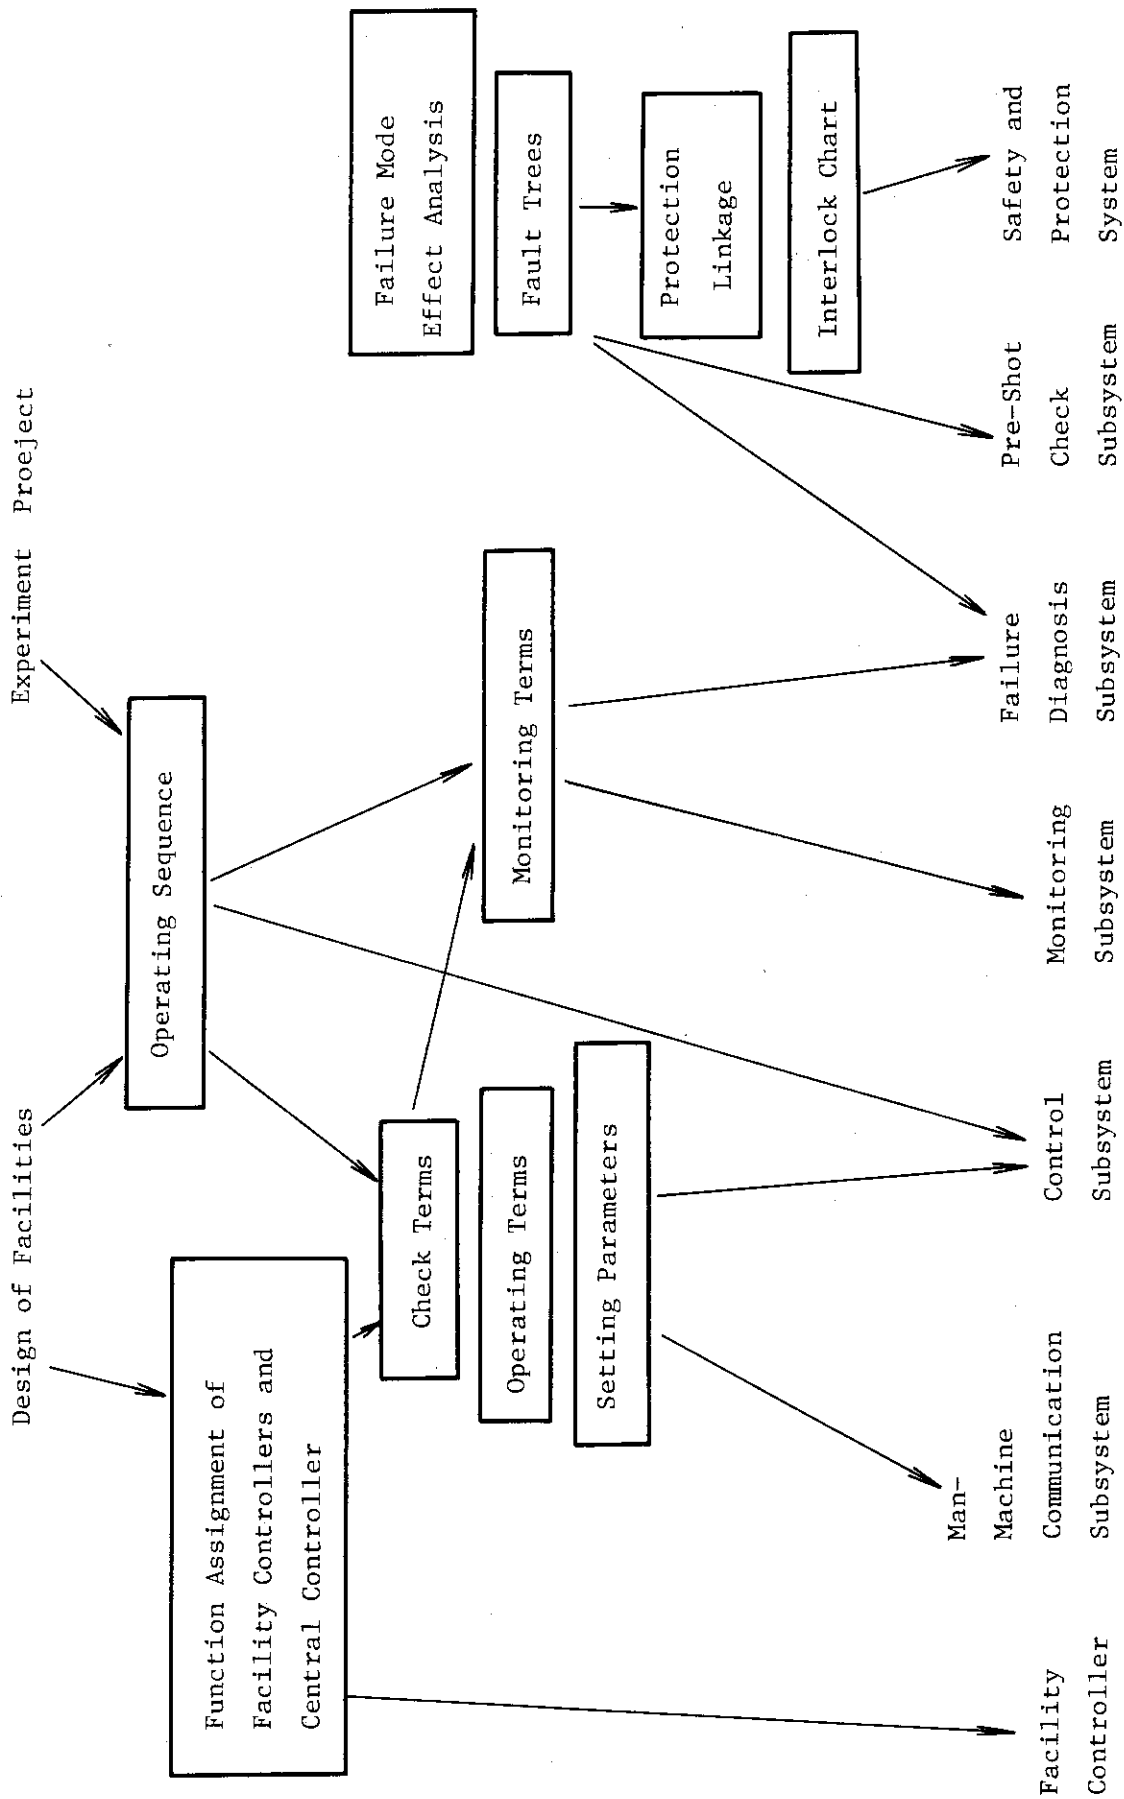 Design of Facilities
Experiment Proeject
Function Assignment of
Facility Controllers and
Central Controller
Operating Sequence
Check Terms
Operating Terms
Setting Parameters
Monitoring Terms
Failure Mode
Effect Analysis
Fault Trees
Protection
Linkage
Interlock Chart
Facility
Controller
Man-
Machine
Communication
Subsystem
Control
Subsystem
Monitoring
Subsystem
Failure
Diagnosis
Subsystem
Pre-Shot
Check
Subsystem
Safety and
Protection
System